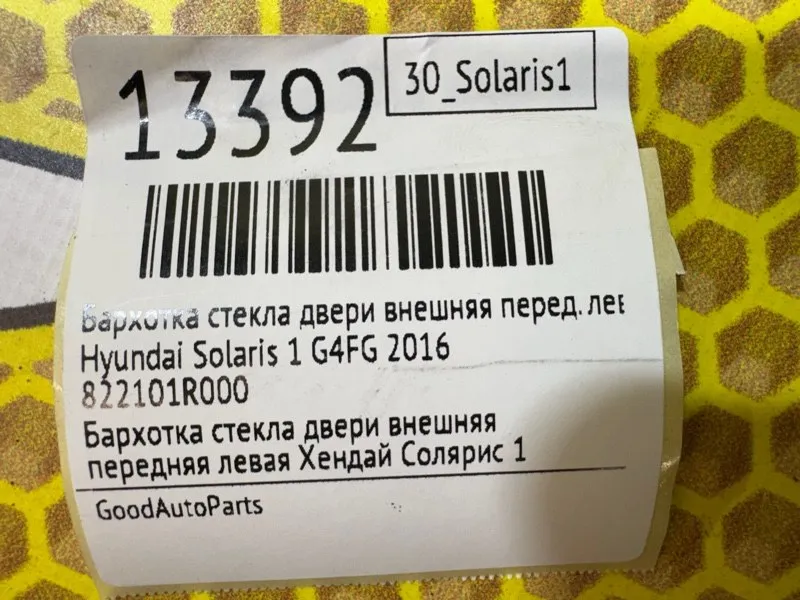 13392
30_Solaris1
Бархотка стекла двери внешняя перед. лев
Hyundai Solaris 1 G4FG 2016
822101R000
Бархотка стекла двери внешняя
передняя левая Хендай Солярис 1
GoodAutoParts